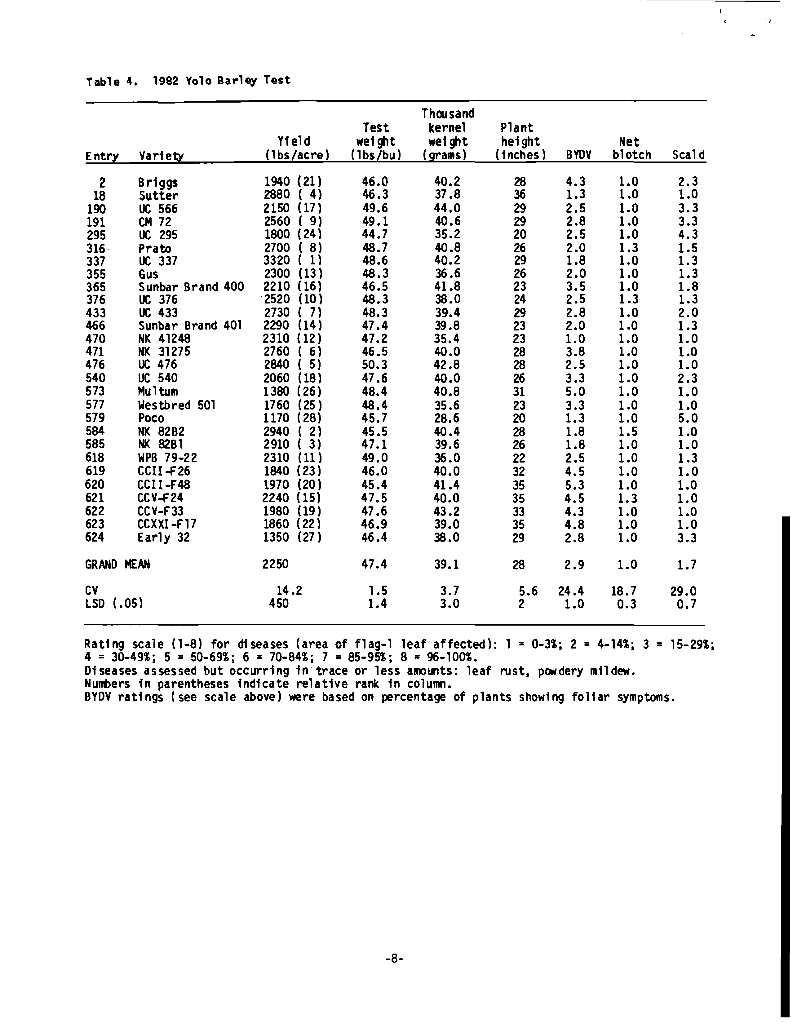 Table 4. 1982 Yolo Barley Test
Thousand
Test kernel Plant
Yield weight weight height Net
Entry Variety (lbs/acre) (lbs/bu) (grams) (inches) BYDV blotch Scald
2 Briggs 1940 (21) 46.0 40.2 28 4.3 1.0 2.3
18 Sutter 2880 ( 4) 46.3 37.8 36 1.3 1.0 1.0
190 UC 566 2150 (17) 49.6 44.0 29 2.5 1.0 3.3
191 CM 72 2560 ( 9) 49.1 40.6 29 2.8 1.0 3.3
295 UC 295 1800 (24) 44.7 35.2 20 2.5 1.0 4.3
316 Prato 2700 ( 8) 48.7 40.8 26 2.0 1.3 1.5
337 UC 337 3320 ( 1) 48.6 40.2 29 1.8 1.0 1.3
355 Gus 2300 (13) 48.3 36.6 26 2.0 1.0 1.3
365 Sunbar Brand 400 2210 (16) 46.5 41.8 23 3.5 1.0 1.8
376 UC 376 2520 (10) 48.3 38.0 24 2.5 1.3 1.3
433 UC 433 2730 ( 7) 48.3 39.4 29 2.8 1.0 2.0
466 Sunbar Brand 401 2290 (14) 47.4 39.8 23 2.0 1.0 1.3
470 NK 41248 2310 (12) 47.2 35.4 23 1.0 1.0 1.0
471 NK 31275 2760 ( 6) 46.5 40.0 28 3.8 1.0 1.0
476 UC 476 2840 ( 5) 50.3 42.8 28 2.5 1.0 1.0
540 UC 540 2060 (18) 47.6 40.0 26 3.3 1.0 2.3
573 Multum 1380 (26) 48.4 40.8 31 5.0 1.0 1.0
577 Westbred 501 1760 (25) 48.4 35.6 23 3.3 1.0 1.0
579 Poco 1170 (28) 45.7 28.6 20 1.3 1.0 5.0
584 NK 82B2 2940 ( 2) 45.5 40.4 28 1.8 1.5 1.0
585 NK 82B1 2910 ( 3) 47.1 39.6 26 1.8 1.0 1.0
618 WPB 79-22 2310 (11) 49.0 36.0 22 2.5 1.0 1.3
619 CCII-F26 1840 (23) 46.0 40.0 32 4.5 1.0 1.0
620 CCII-F48 1970 (20) 45.4 41.4 35 5.3 1.0 1.0
621 CCV-F24 2240 (15) 47.5 40.0 35 4.5 1.3 1.0
622 CCV-F33 1980 (19) 47.6 43.2 33 4.3 1.0 1.0
623 CCXXI-F17 1860 (22) 46.9 39.0 35 4.8 1.0 1.0
624 Early 32 1350 (27) 46.4 38.0 29 2.8 1.0 3.3
GRAND MEAN 2250 47.4 39.1 28 2.9 1.0 1.7
CV 14.2 1.5 3.7 5.6 24.4 18.7 29.0
LSD (.05) 450 1.4 3.0 2 1.0 0.3 0.7
Rating scale (1-8) for diseases (area of flag-1 leaf affected): 1 = 0-3%; 2 = 4-14%; 3 = 15-29%;
4 = 30-49%; 5 = 50-69%; 6 = 70-84%; 7 = 85-95%; 8 = 96-100%.
Diseases assessed but occurring in trace or less amounts: leaf rust, powdery mildew.
Numbers in parentheses indicate relative rank in column.
BYDV ratings (see scale above) were based on percentage of plants showing foliar symptoms.
-8-